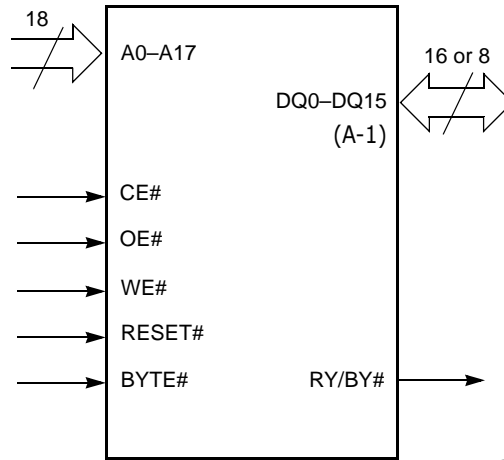 18
A0–A17
16 or 8
DQ0–DQ15
(A-1)
CE#
OE#
WE#
RESET#
BYTE#
RY/BY#